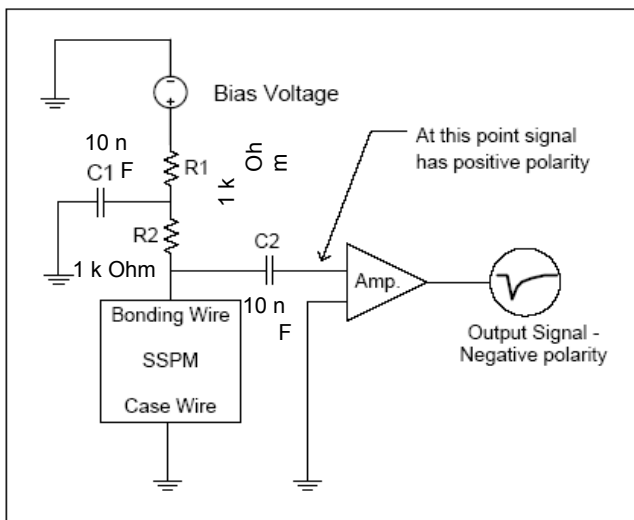 Bias Voltage
10 n
F
C1
R1
1 k
Oh
m
At this point signal
has positive polarity
R2
C2
1 k Ohm
10 n
F
Amp.
Bonding Wire
SSPM
Case Wire
Output Signal -
Negative polarity